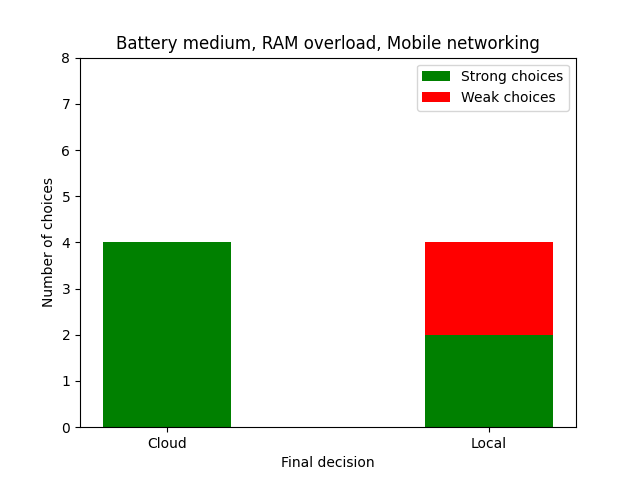 Battery medium, RAM overload, Mobile networking
Strong choices
Weak choices
Number of choices
8
7
6
5
4
3
2
1
0
Cloud
Local
Final decision